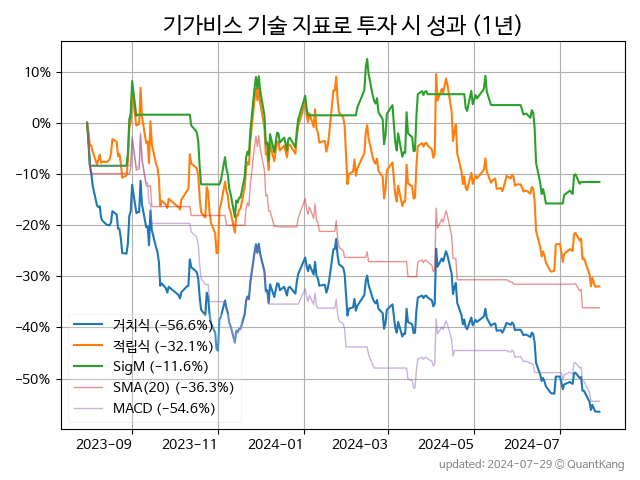 기가비스 기술 지표로 투자 시 성과 (1년)
10%
0%
−10%
−20%
−30%
−40%
−50%
거치식 (−56.6%)
적립식 (−32.1%)
SigM (−11.6%)
SMA(20) (−36.3%)
MACD (−54.6%)
2023−09 2023−11 2024−01 2024−03 2024−05 2024−07
updated: 2024−07−29 ⓒ QuantKang